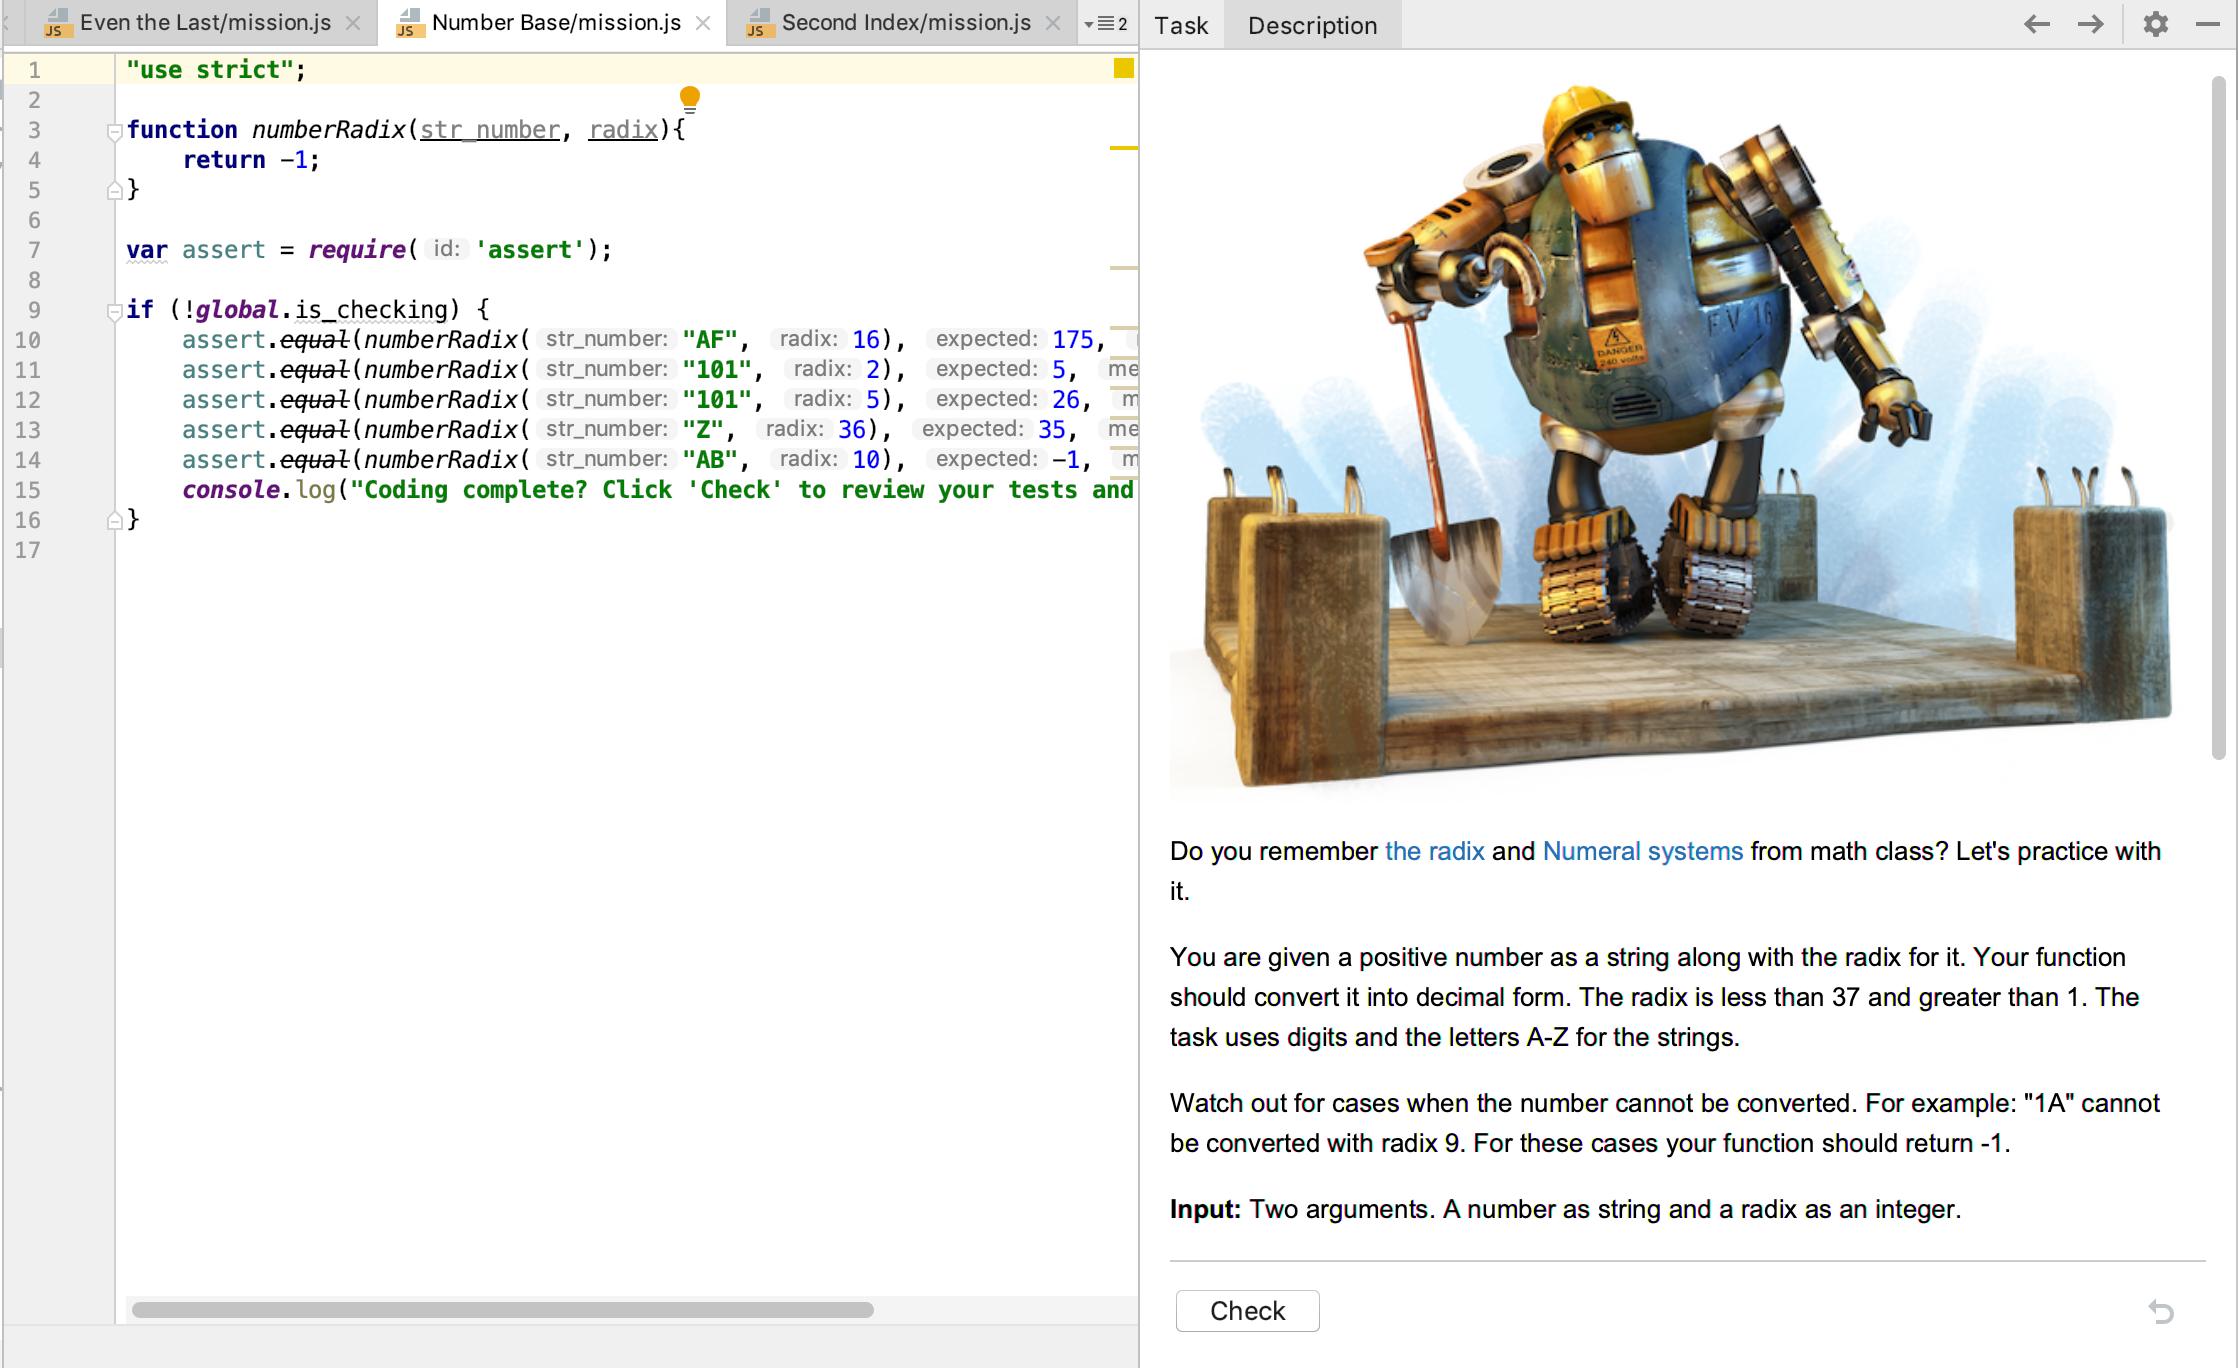 Even the Last/mission.js
Number Base/mission.js
Second Index/mission.js
2
Task
Description
1 "use strict";
2
3 function numberRadix(str_number, radix){
4 return -1;
5 }
6
7 var assert = require( id: 'assert');
8
9 if (!global.is_checking) {
10 assert.equal(numberRadix( str_number: "AF", radix: 16), expected: 175,
11 assert.equal(numberRadix( str_number: "101", radix: 2), expected: 5, me
12 assert.equal(numberRadix( str_number: "101", radix: 5), expected: 26, m
13 assert.equal(numberRadix( str_number: "Z", radix: 36), expected: 35, me
14 assert.equal(numberRadix( str_number: "AB", radix: 10), expected: -1, m
15 console.log("Coding complete? Click 'Check' to review your tests and
16 }
17
EV 16
DANGER
240 volts
Do you remember the radix and Numeral systems from math class? Let's practice with
it.
You are given a positive number as a string along with the radix for it. Your function
should convert it into decimal form. The radix is less than 37 and greater than 1. The
task uses digits and the letters A-Z for the strings.
Watch out for cases when the number cannot be converted. For example: "1A" cannot
be converted with radix 9. For these cases your function should return -1.
Input: Two arguments. A number as string and a radix as an integer.
Check